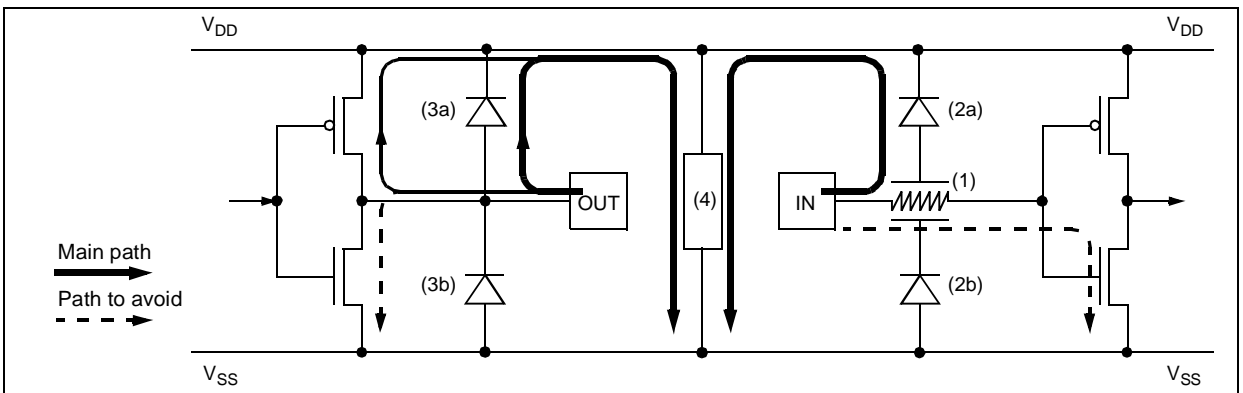 VDD VDD
(3a) (2a)
(1)
OUT (4) IN
Main path
(3b) (2b)
Path to avoid
VSS VSS